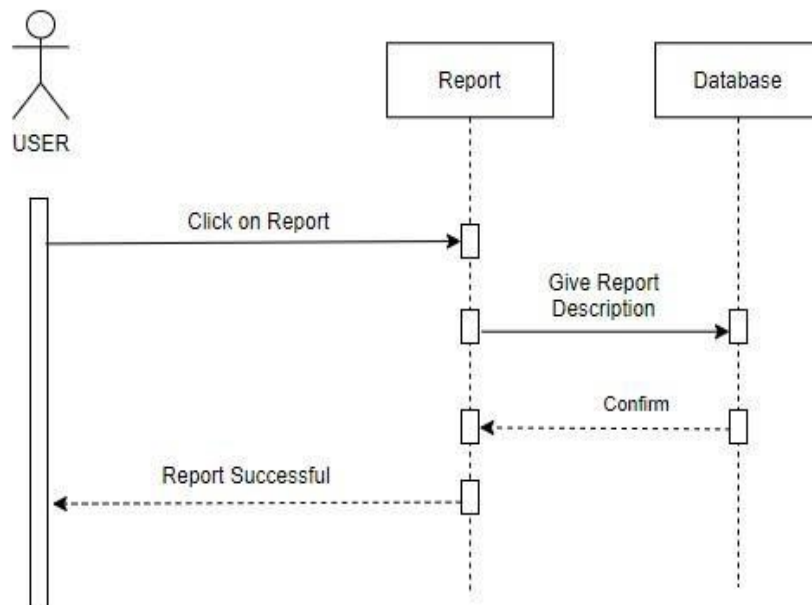 USER
Report
Database
Click on Report
Give Report
Description
Confirm
Report Successful